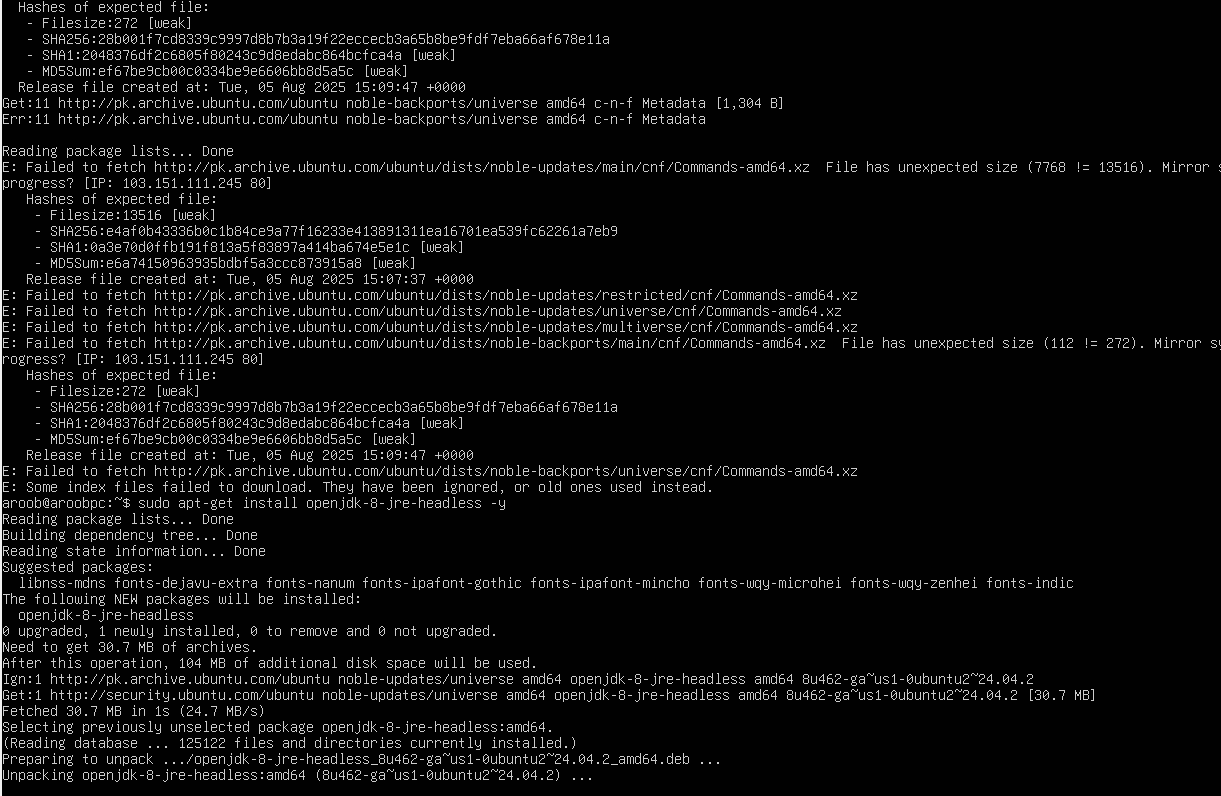 Hashes of expected file:
- Filesize:272 [weak]
- SHA256:28b001f7cd8339c9997d8b7b3a19f22eccecb3a65b8be9fdf7eba66af678e11a
- SHA1:2048376df2c6805f80243c9d8edabc864bcfca4a [weak]
- MD5Sum:ef67be9cb00c0334be9e6606bb8d5a5c [weak]
Release file created at: Tue, 05 Aug 2025 15:09:47 +0000
Get:11 http://pk.archive.ubuntu.com/ubuntu noble-backports/universe amd64 c-n-f Metadata [1,304 B]
Err:11 http://pk.archive.ubuntu.com/ubuntu noble-backports/universe amd64 c-n-f Metadata
Reading package lists... Done
E: Failed to fetch http://pk.archive.ubuntu.com/ubuntu/dists/noble-updates/main/cnf/Commands-amd64.xz  File has unexpected size (7768 != 13516). Mirror s
progress? [IP: 103.151.111.245 80]
Hashes of expected file:
- Filesize:13516 [weak]
- SHA256:e4af0b43336b0c1b84ce9a77f16233e413891311ea16701ea539fc62261a7eb9
- SHA1:0a3e70d0ffb191f813a5f83897a414ba674e5e1c [weak]
- MD5Sum:e6a74150963935bdbf5a3ccc873915a8 [weak]
Release file created at: Tue, 05 Aug 2025 15:07:37 +0000
E: Failed to fetch http://pk.archive.ubuntu.com/ubuntu/dists/noble-updates/restricted/cnf/Commands-amd64.xz
E: Failed to fetch http://pk.archive.ubuntu.com/ubuntu/dists/noble-updates/universe/cnf/Commands-amd64.xz
E: Failed to fetch http://pk.archive.ubuntu.com/ubuntu/dists/noble-updates/multiverse/cnf/Commands-amd64.xz
E: Failed to fetch http://pk.archive.ubuntu.com/ubuntu/dists/noble-backports/main/cnf/Commands-amd64.xz  File has unexpected size (112 != 272). Mirror sy
rogress? [IP: 103.151.111.245 80]
Hashes of expected file:
- Filesize:272 [weak]
- SHA256:28b001f7cd8339c9997d8b7b3a19f22eccecb3a65b8be9fdf7eba66af678e11a
- SHA1:2048376df2c6805f80243c9d8edabc864bcfca4a [weak]
- MD5Sum:ef67be9cb00c0334be9e6606bb8d5a5c [weak]
Release file created at: Tue, 05 Aug 2025 15:09:47 +0000
E: Failed to fetch http://pk.archive.ubuntu.com/ubuntu/dists/noble-backports/universe/cnf/Commands-amd64.xz
E: Some index files failed to download. They have been ignored, or old ones used instead.
aroob@aroobpc:~$ sudo apt-get install openjdk-8-jre-headless -y
Reading package lists... Done
Building dependency tree... Done
Reading state information... Done
Suggested packages:
libnss-mdns fonts-dejavu-extra fonts-nanum fonts-ipafont-gothic fonts-ipafont-mincho fonts-wqy-microhei fonts-wqy-zenhei fonts-indic
The following NEW packages will be installed:
openjdk-8-jre-headless
0 upgraded, 1 newly installed, 0 to remove and 0 not upgraded.
Need to get 30.7 MB of archives.
After this operation, 104 MB of additional disk space will be used.
Ign:1 http://pk.archive.ubuntu.com/ubuntu noble-updates/universe amd64 openjdk-8-jre-headless amd64 8u462-ga~us1-0ubuntu2~24.04.2
Get:1 http://security.ubuntu.com/ubuntu noble-updates/universe amd64 openjdk-8-jre-headless amd64 8u462-ga~us1-0ubuntu2~24.04.2 [30.7 MB]
Fetched 30.7 MB in 1s (24.7 MB/s)
Selecting previously unselected package openjdk-8-jre-headless:amd64.
(Reading database ... 125122 files and directories currently installed.)
Preparing to unpack .../openjdk-8-jre-headless_8u462-ga~us1-0ubuntu2~24.04.2_amd64.deb ...
Unpacking openjdk-8-jre-headless:amd64 (8u462-ga~us1-0ubuntu2~24.04.2) ...